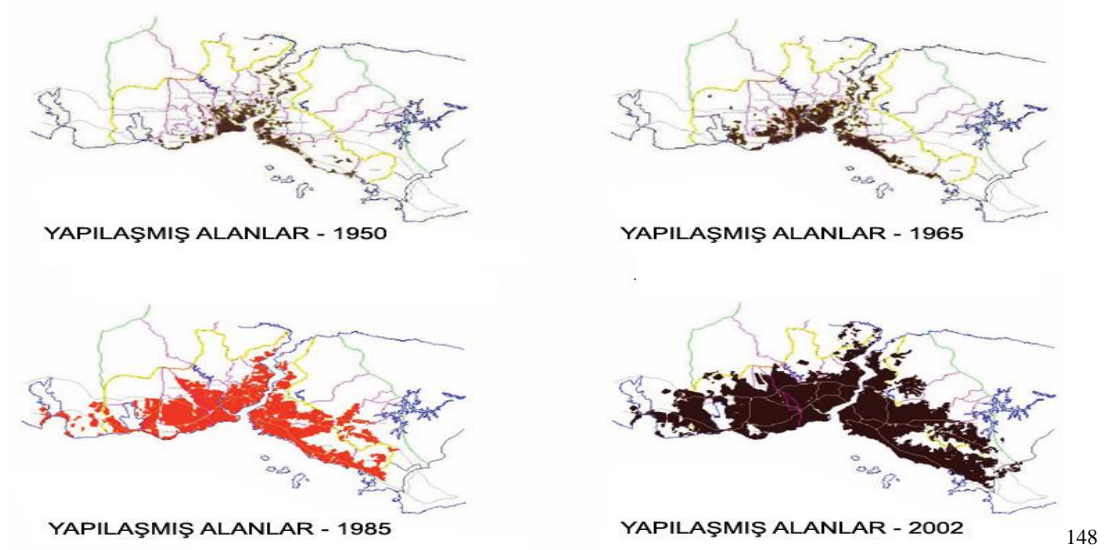 YAPILAŞMIŞ ALANLAR - 1950
YAPILAŞMIŞ ALANLAR - 1965
YAPILAŞMIŞ ALANLAR - 1985
YAPILAŞMIŞ ALANLAR - 2002
148